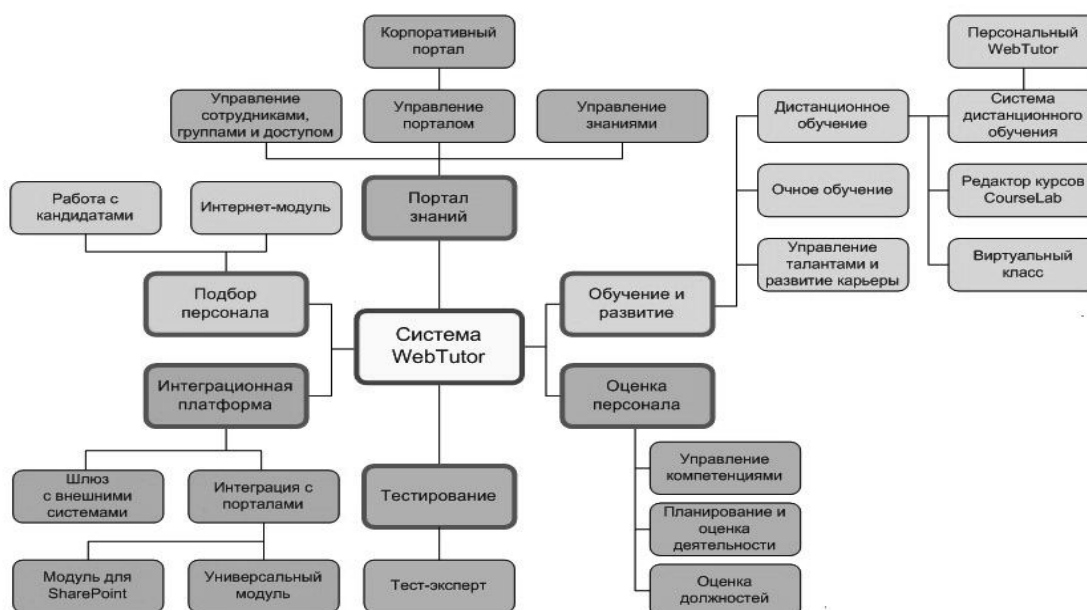 Корпоративный
портал
Персональный
WebTutor
Управление
сотрудниками,
группами и доступом
Управление
порталом
Управление
знаниями
Дистанционное
обучение
Система
дистанционного
обучения
Работа с
кандидатами
Интернет-модуль
Портал
знаний
Очное обучение
Редактор курсов
CourseLab
Управление
талантами и
развитие карьеры
Виртуальный
класс
Подбор
персонала
Обучение и
развитие
Система
WebTutor
Интеграционная
платформа
Оценка
персонала
Шлюз
с внешними
системами
Интеграция с
порталами
Тестирование
Управление
компетенциями
Планирование и
оценка
деятельности
Модуль для
SharePoint
Универсальный
модуль
Тест-эксперт
Оценка
должностей